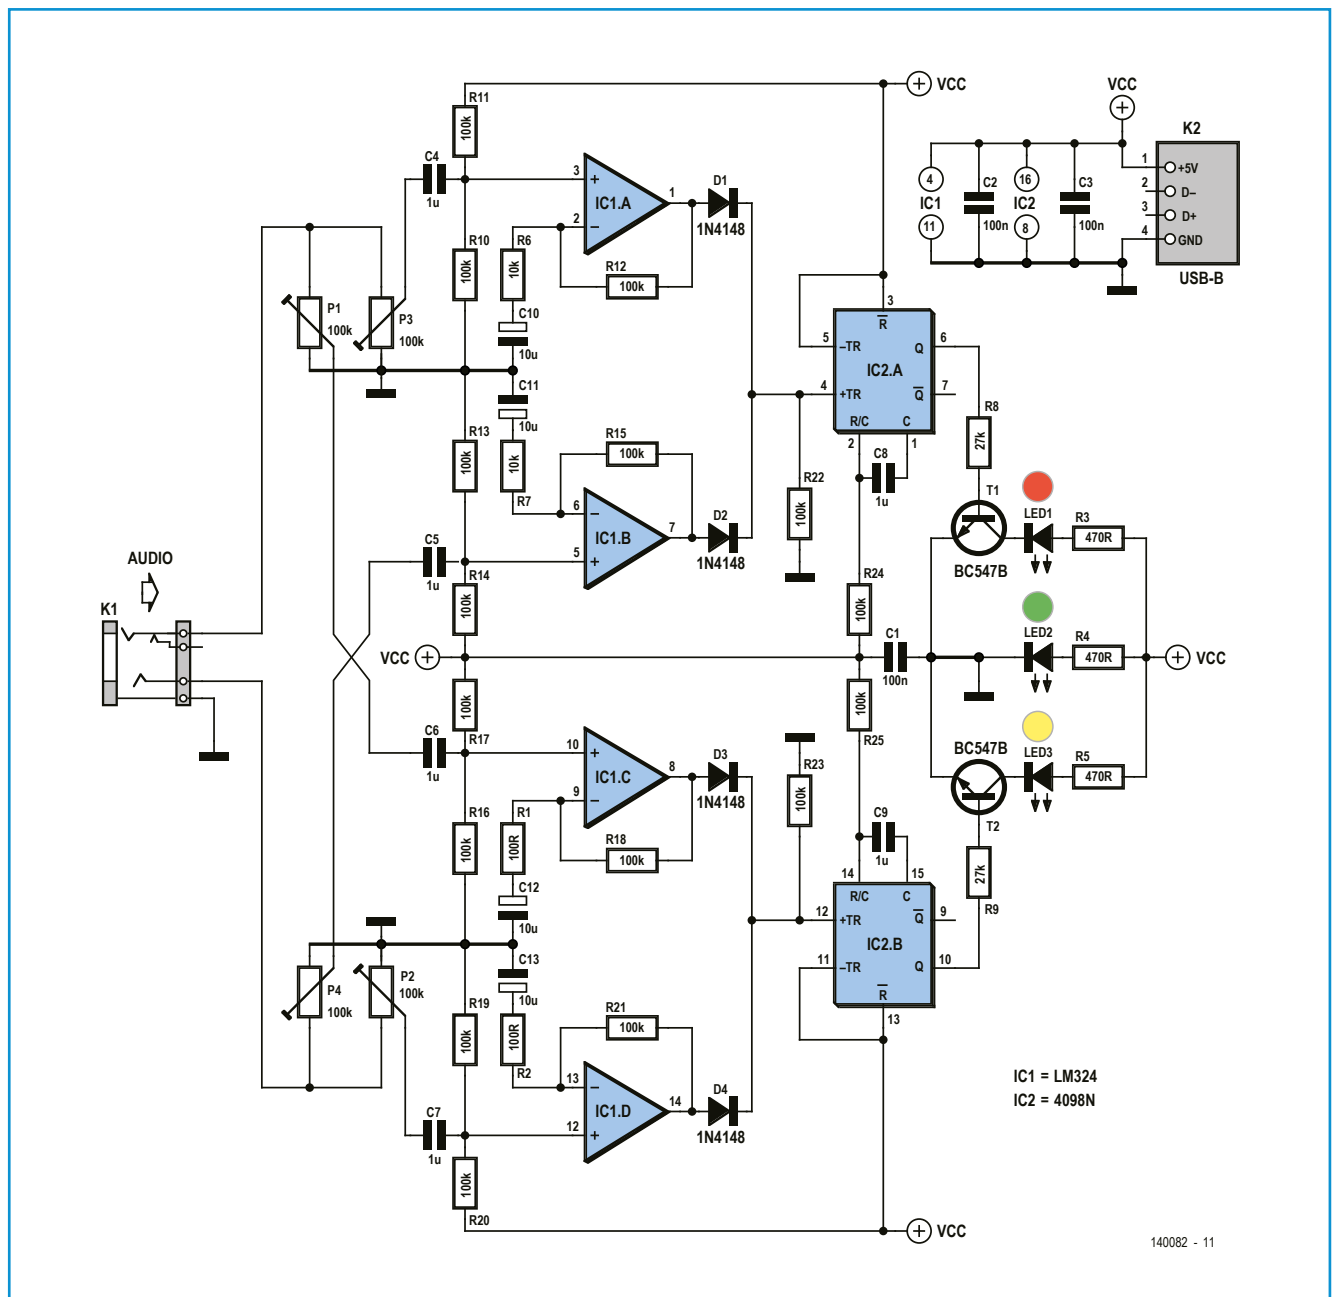 VCC
R11
100k
C4
1u
3
+
IC1.A
1
2
−
D1
1N4148
R10
100k
R6
10k
R12
100k
C10
10u
P1
100k
P3
100k
C11
10u
R13
100k
R15
100k
10k
R7
6
−
IC1.B
7
5
+
D2
1N4148
C5
1u
R14
100k
VCC
K2
1
+5V
2
D−
3
D+
4
GND
USB-B
4
IC1
11
C2
100n
16
IC2
8
C3
100n
3
R
5
−TR
Q
6
IC2.A
4
+TR
Q
7
R/C
C
2
1
C8
1u
R8
27k
R22
100k
T1
BC547B
LED1
R3
470R
R24
100k
AUDIO
K1
VCC
C1
100n
LED2
R4
470R
VCC
100k
R17
100k
R25
C6
1u
10
+
IC1.C
8
9
−
D3
1N4148
R23
100k
BC547B
LED3
R5
470R
T2
R16
100k
R1
100R
R18
100k
C9
1u
27k
R9
C12
10u
14
15
R/C
C
12
+TR
Q
9
IC2.B
11
−TR
Q
10
R
13
C13
10u
P4
100k
P2
100k
R19
100k
100R
R2
R21
100k
13
−
IC1.D
14
12
+
D4
1N4148
C7
1u
100k
R20
VCC
IC1 = LM324
IC2 = 4098N
140082 - 11